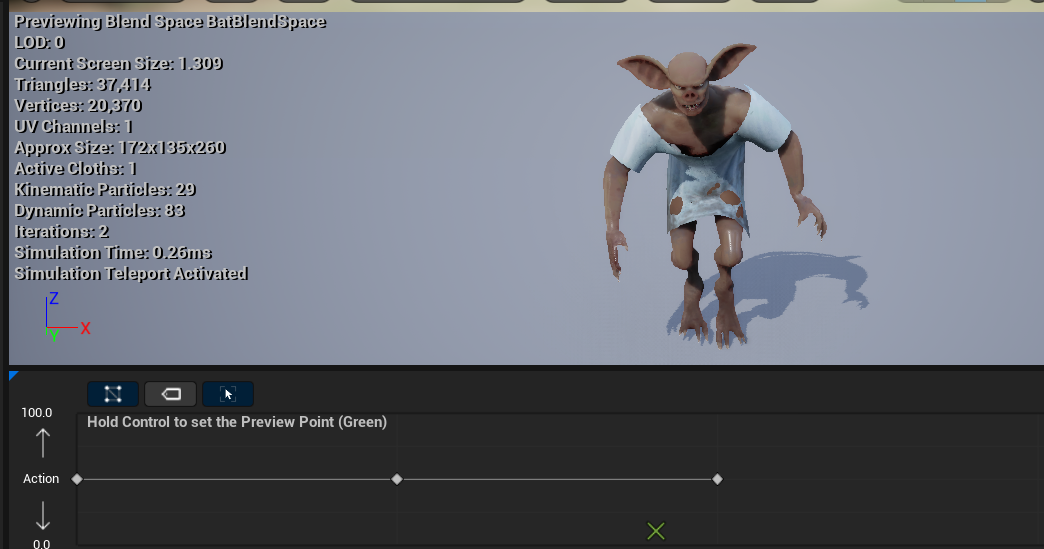 Previewing Blend Space BatBlendSpace
LOD: 0
Current Screen Size: 1.309
Triangles: 37,414
Vertices: 20,370
UV Channels: 1
Approx Size: 172x135x260
Active Cloths: 1
Kinematic Particles: 29
Dynamic Particles: 83
Iterations: 2
Simulation Time: 0.26ms
Simulation Teleport Activated
Z
X
Y
100.0
Hold Control to set the Preview Point (Green)
Action
0.0